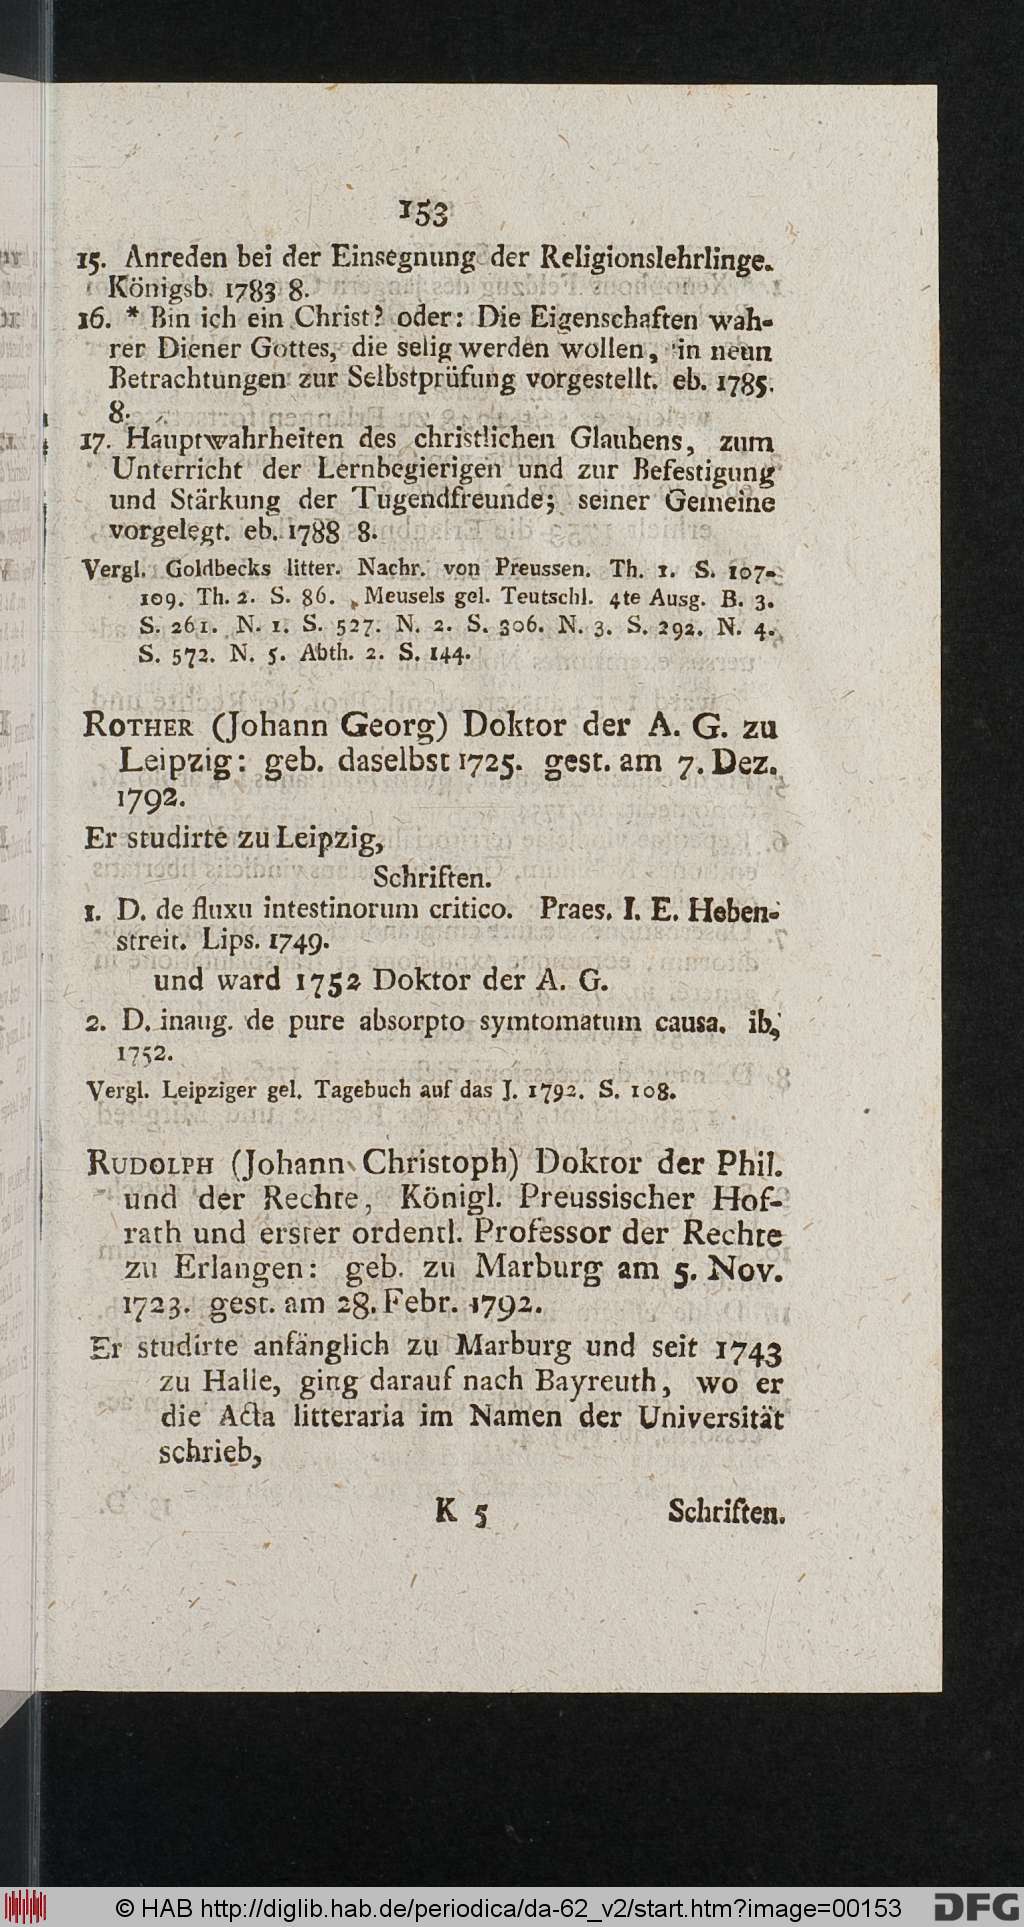 153
15. Anreden bei der Einsegnung der Religionslehrlinge.
Königsb. 1783 8.
16. * Bin ich ein Christ? oder: Die Eigenschaften wah-
rer Diener Gottes, die selig werden wollen, in neun
Betrachtungen zur Selbstprüfung vorgestellt. eb. 1785.
8.
17. Hauptwahrheiten des christlichen Glaubens, zum
Unterricht der Lernbegierigen und zur Befestigung
und Stärkung der Tugendfreunde; seiner Gemeine
vorgelegt. eb. 1788 8.
Vergl. Goldbecks litter. Nachr. von Preussen. Th. 1. S. 107-
109. Th. 2. S. 86. Meusels gel. Teutschl. 4te Ausg. B. 3.
S. 261. N. 1. S. 527. N. 2. S. 306. N. 3. S. 292. N. 4.
S. 572. N. 5. Abth. 2. S. 144.
ROTHER (Johann Georg) Doktor der A. G. zu
Leipzig: geb. daselbst 1725. gest. am 7. Dez.
1792.
Er studirte zu Leipzig,
Schriften.
1. D. de fluxu intestinorum critico. Praes. I. E. Heben-
streit. Lips. 1749.
und ward 1752 Doktor der A. G.
2. D. inaug. de pure absorpto symtomatum causa. ib,
1752.
Vergl. Leipziger gel. Tagebuch auf das J. 1792. S. 108.
RUDOLPH (Johann Christoph) Doktor der Phil.
und der Rechte, Königl. Preussischer Hof-
rath und erster ordentl. Professor der Rechte
zu Erlangen: geb. zu Marburg am 5. Nov.
1723. gest. am 28. Febr. 1792.
Er studirte anfänglich zu Marburg und seit 1743
zu Halle, ging darauf nach Bayreuth, wo er
die Acta litteraria im Namen der Universität
schrieb,
K 5 Schriften.
© HAB http://diglib.hab.de/periodica/da-62_v2/start.htm?image=00153
DFG